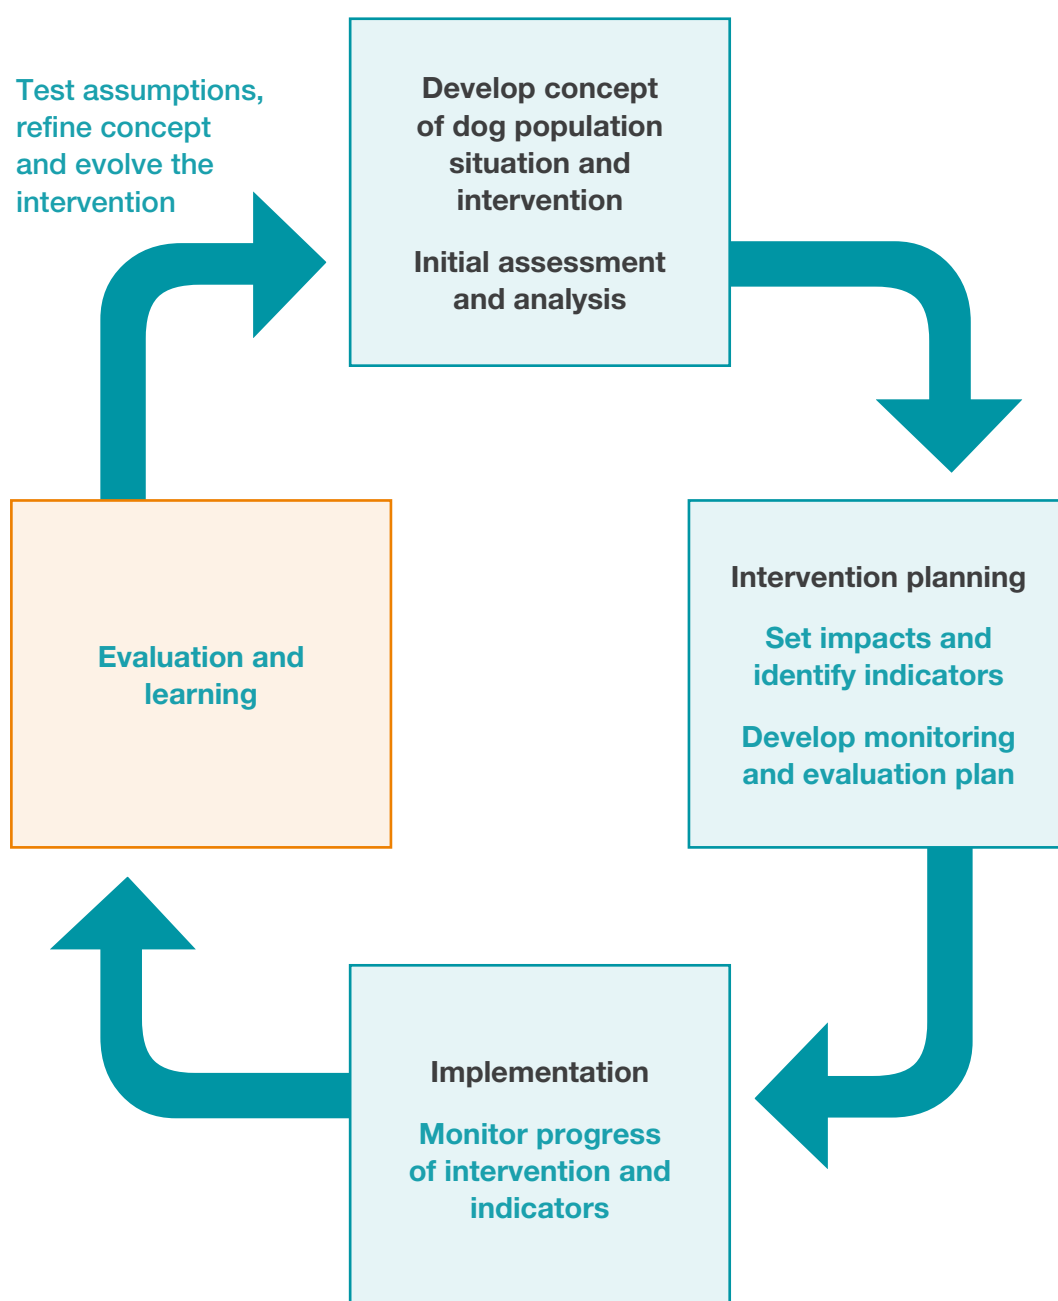 Test assumptions,
refine concept
and evolve the
intervention
Develop concept
of dog population
situation and
intervention
Initial assessment
and analysis
Intervention planning
Set impacts and
identify indicators
Develop monitoring
and evaluation plan
Implementation
Monitor progress
of intervention and
indicators
Evaluation and
learning